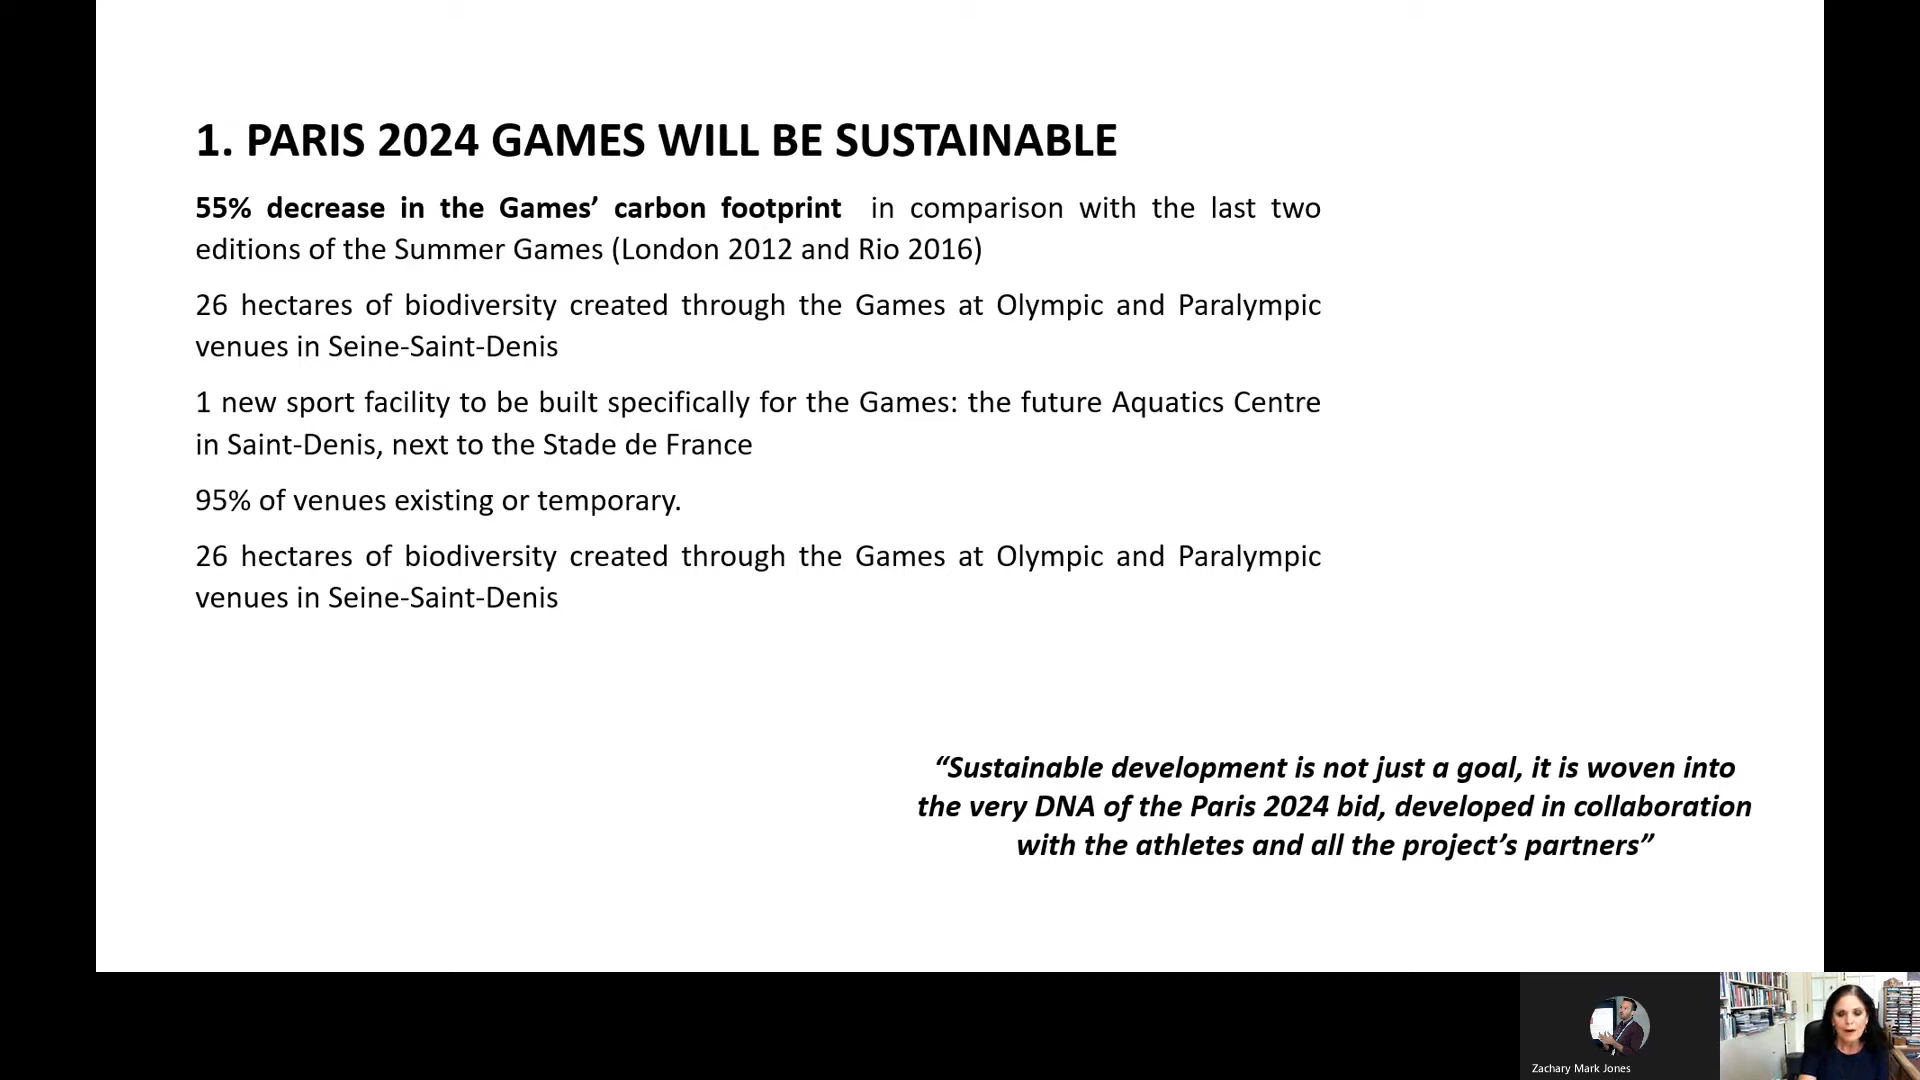 1. PARIS 2024 GAMES WILL BE SUSTAINABLE
55% decrease in the Games’ carbon footprint in comparison with the last two
editions of the Summer Games (London 2012 and Rio 2016)
26 hectares of biodiversity created through the Games at Olympic and Paralympic
venues in Seine-Saint-Denis
1 new sport facility to be built specifically for the Games: the future Aquatics Centre
in Saint-Denis, next to the Stade de France
95% of venues existing or temporary.
26 hectares of biodiversity created through the Games at Olympic and Paralympic
venues in Seine-Saint-Denis
“Sustainable development is not just a goal, it is woven into
the very DNA of the Paris 2024 bid, developed in collaboration
with the athletes and all the project’s partners”
Zachary Mark Jones